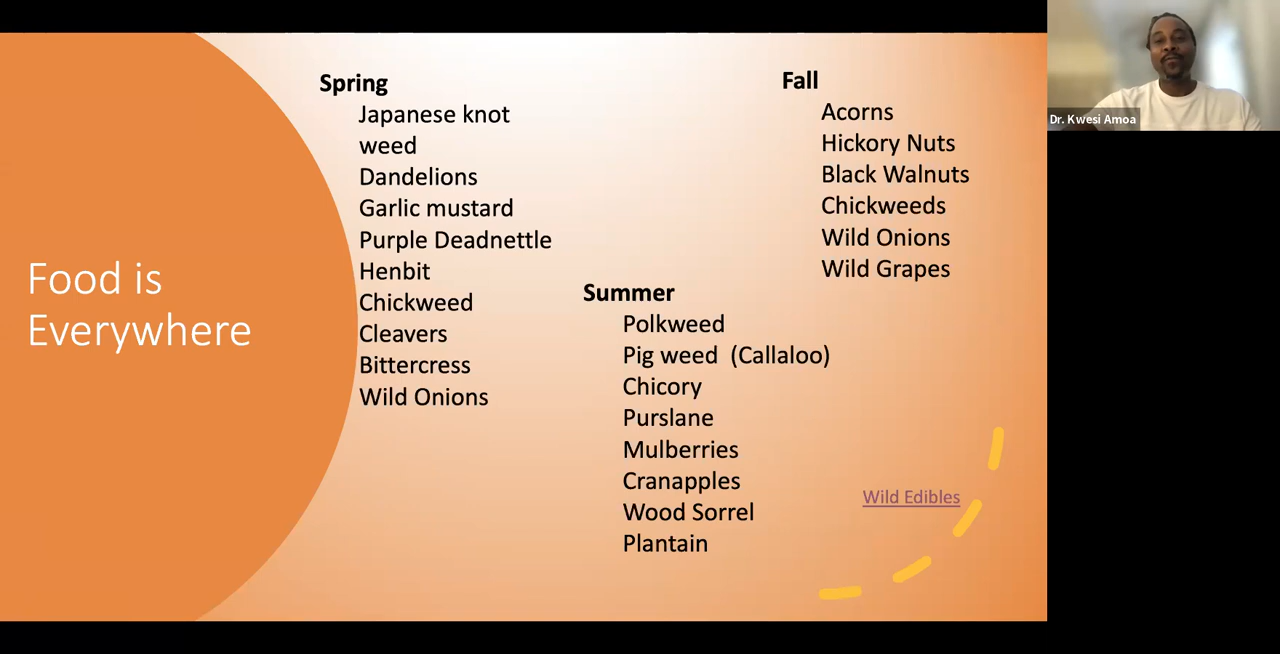 Food is
Everywhere
Spring
Japanese knot
weed
Dandelions
Garlic mustard
Purple Deadnettle
Henbit
Chickweed
Cleavers
Bittercress
Wild Onions
Summer
Polkweed
Pig weed  (Callaloo)
Chicory
Purslane
Mulberries
Cranapples
Wood Sorrel
Plantain
Fall
Acorns
Hickory Nuts
Black Walnuts
Chickweeds
Wild Onions
Wild Grapes
Wild Edibles
Dr. Kwesi Amoa